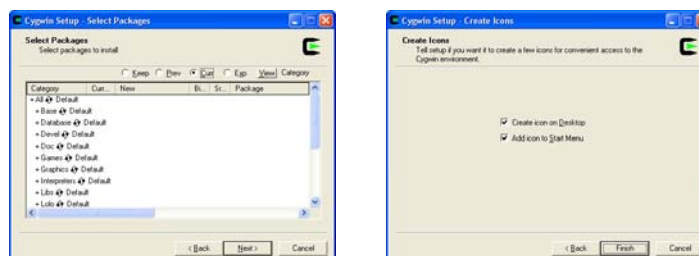 Cygwin Setup - Select Packages
Select Packages
Select packages to install
Keep Prev Curr Exp View Category
Category Curr... New Bi... Sr... Package
+ All Default
+ Base Default
+ Database Default
+ Devel Default
+ Doc Default
+ Games Default
+ Graphics Default
+ Interpreters Default
+ Libs Default
< Back Next > Cancel
Cygwin Setup - Create Icons
Create Icons
Tell setup if you want it to create a few icons for convenient access to the
Cygwin environment.
Create icon on Desktop
Add icon to Start Menu
< Back Finish Cancel